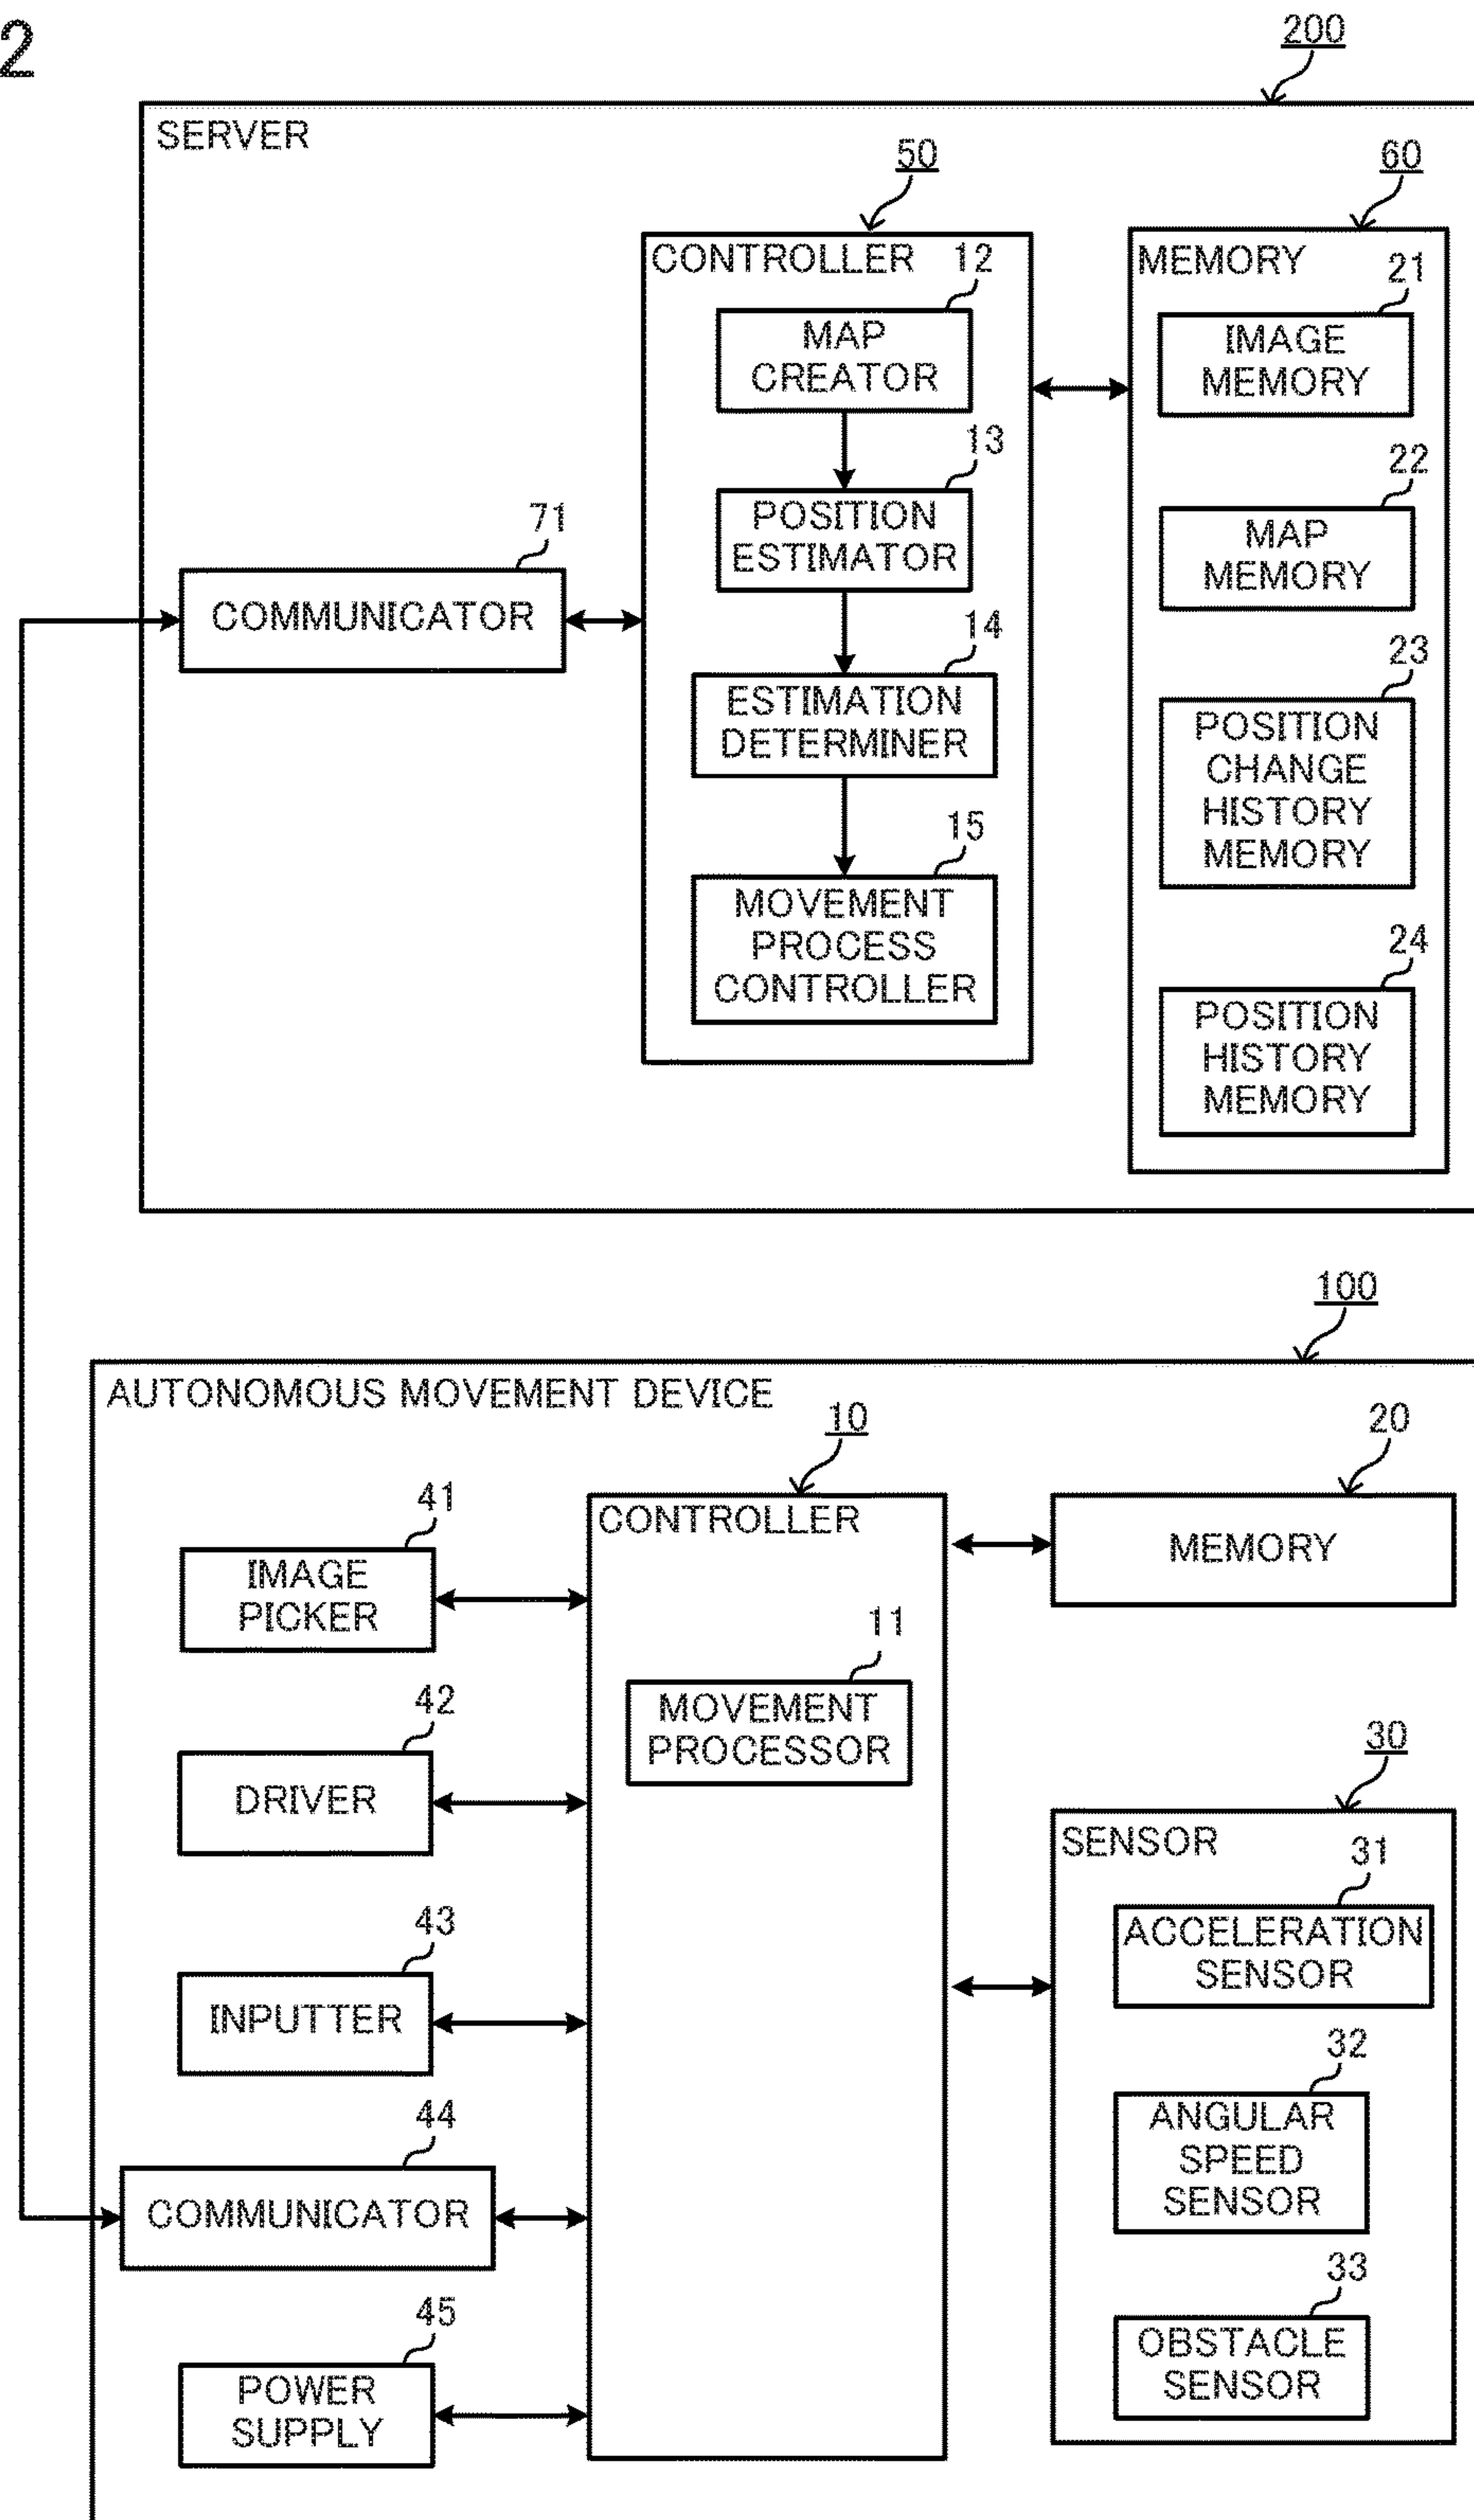 2
200
SERVER
50
60
CONTROLLER
12
MEMORY
21
MAP
CREATOR
IMAGE
MEMORY
13
22
POSITION
ESTIMATOR
MAP
MEMORY
71
COMMUNICATOR
14
23
ESTIMATION
DETERMINER
POSITION
CHANGE
HISTORY
MEMORY
15
MOVEMENT
PROCESS
CONTROLLER
24
POSITION
HISTORY
MEMORY
100
AUTONOMOUS MOVEMENT DEVICE
10
20
41
CONTROLLER
MEMORY
IMAGE
PICKER
11
MOVEMENT
PROCESSOR
42
DRIVER
30
SENSOR
31
ACCELERATION
SENSOR
43
INPUTTER
32
ANGULAR
SPEED
SENSOR
44
COMMUNICATOR
33
OBSTACLE
SENSOR
45
POWER
SUPPLY